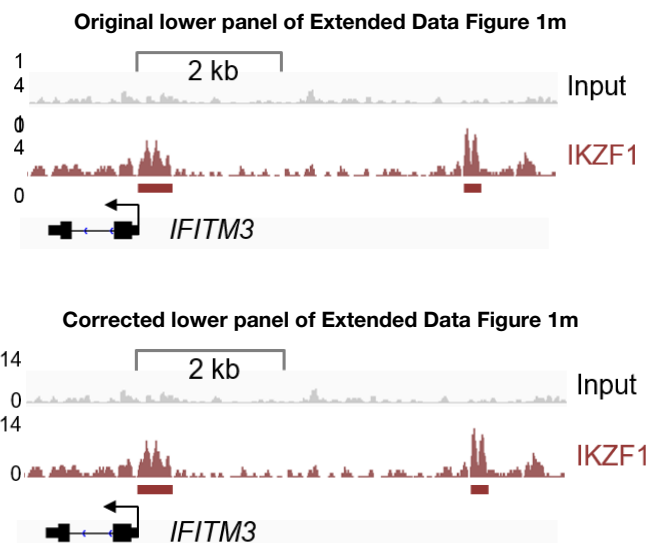 Original lower panel of Extended Data Figure 1m
1
2 kb
4
Input
0
1
4
IKZF1
0
IFITM3
Corrected lower panel of Extended Data Figure 1m
14
2 kb
Input
0
14
IKZF1
0
IFITM3